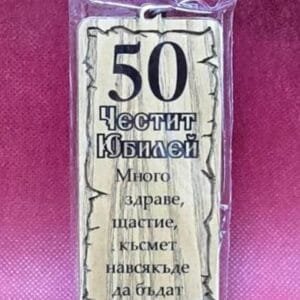 50
Честит
Юбилей
Много
здраве,
щастие,
късмет
навсякъде
да бъдат